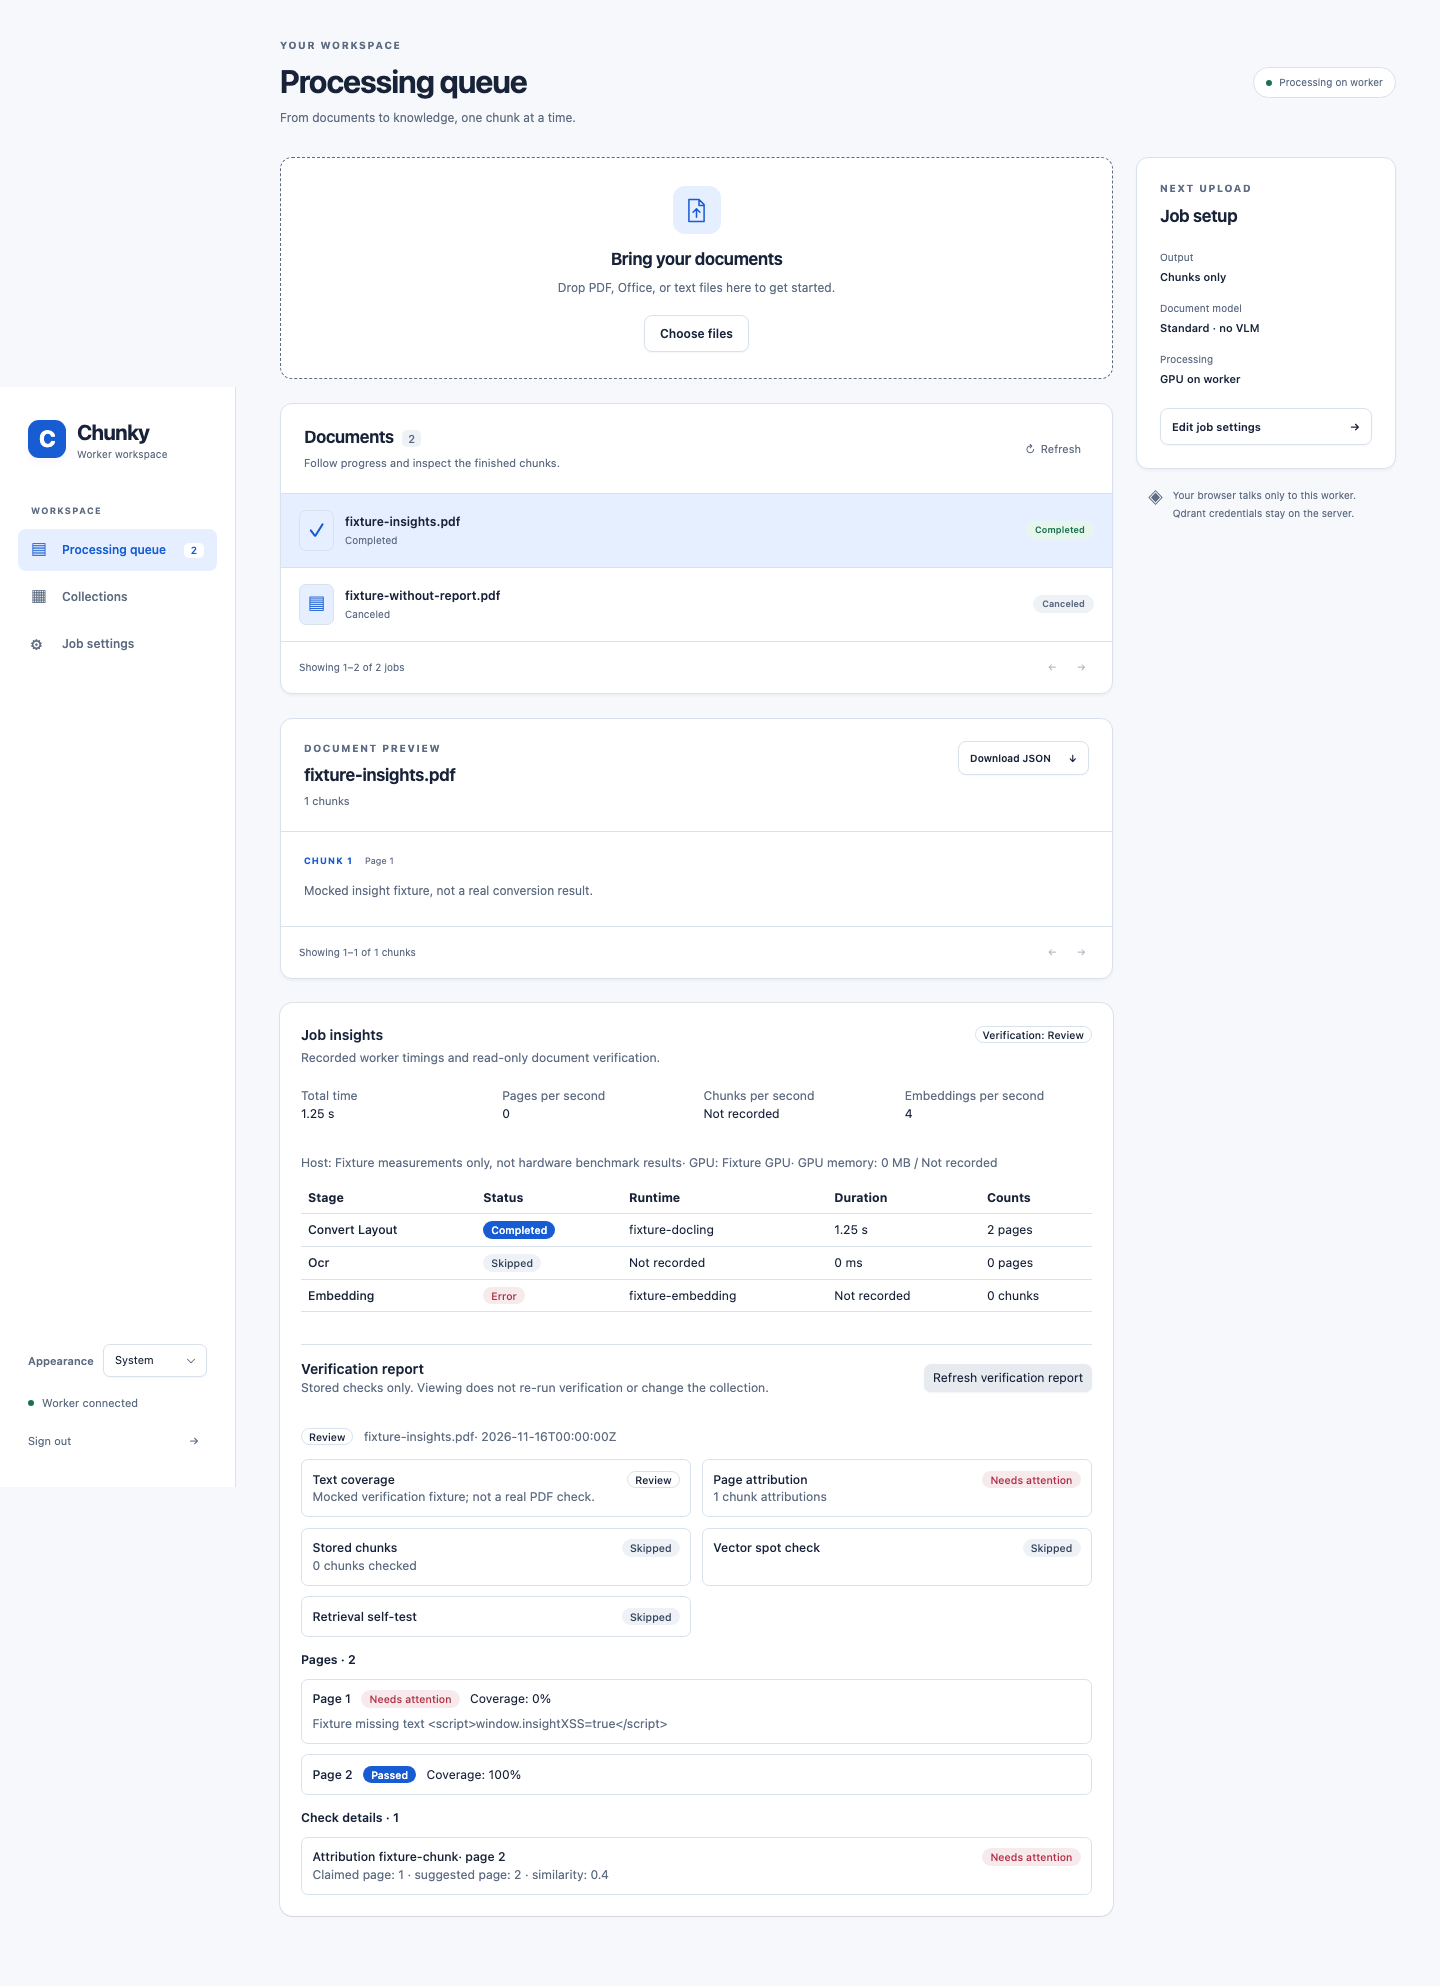 YOUR WORKSPACE
Processing queue
From documents to knowledge, one chunk at a time.
Processing on worker
Bring your documents
Drop PDF, Office, or text files here to get started.
Choose files
NEXT UPLOAD
Job setup
Output
Chunks only
Document model
Standard · no VLM
Processing
GPU on worker
Edit job settings →
Your browser talks only to this worker.
Qdrant credentials stay on the server.
C
Chunky
Worker workspace
WORKSPACE
Processing queue 2
Collections
Job settings
Appearance System
Worker connected
Sign out →
Documents 2
Follow progress and inspect the finished chunks.
↻ Refresh
fixture-insights.pdf
Completed
Completed
fixture-without-report.pdf
Canceled
Canceled
Showing 1–2 of 2 jobs ← →
DOCUMENT PREVIEW
fixture-insights.pdf
1 chunks
Download JSON ↓
CHUNK 1 Page 1
Mocked insight fixture, not a real conversion result.
Showing 1–1 of 1 chunks ← →
Job insights
Verification: Review
Recorded worker timings and read-only document verification.
Total time Pages per second Chunks per second Embeddings per second
1.25 s 0 Not recorded 4
Host: Fixture measurements only, not hardware benchmark results· GPU: Fixture GPU· GPU memory: 0 MB / Not recorded
Stage Status Runtime Duration Counts
Convert Layout Completed fixture-docling 1.25 s 2 pages
Ocr Skipped Not recorded 0 ms 0 pages
Embedding Error fixture-embedding Not recorded 0 chunks
Verification report
Stored checks only. Viewing does not re-run verification or change the collection.
Refresh verification report
Review fixture-insights.pdf· 2026-11-16T00:00:00Z
Text coverage Review
Mocked verification fixture; not a real PDF check.
Page attribution Needs attention
1 chunk attributions
Stored chunks Skipped
0 chunks checked
Vector spot check Skipped
Retrieval self-test Skipped
Pages · 2
Page 1 Needs attention Coverage: 0%
Fixture missing text <script>window.insightXSS=true</script>
Page 2 Passed Coverage: 100%
Check details · 1
Attribution fixture-chunk· page 2 Needs attention
Claimed page: 1 · suggested page: 2 · similarity: 0.4